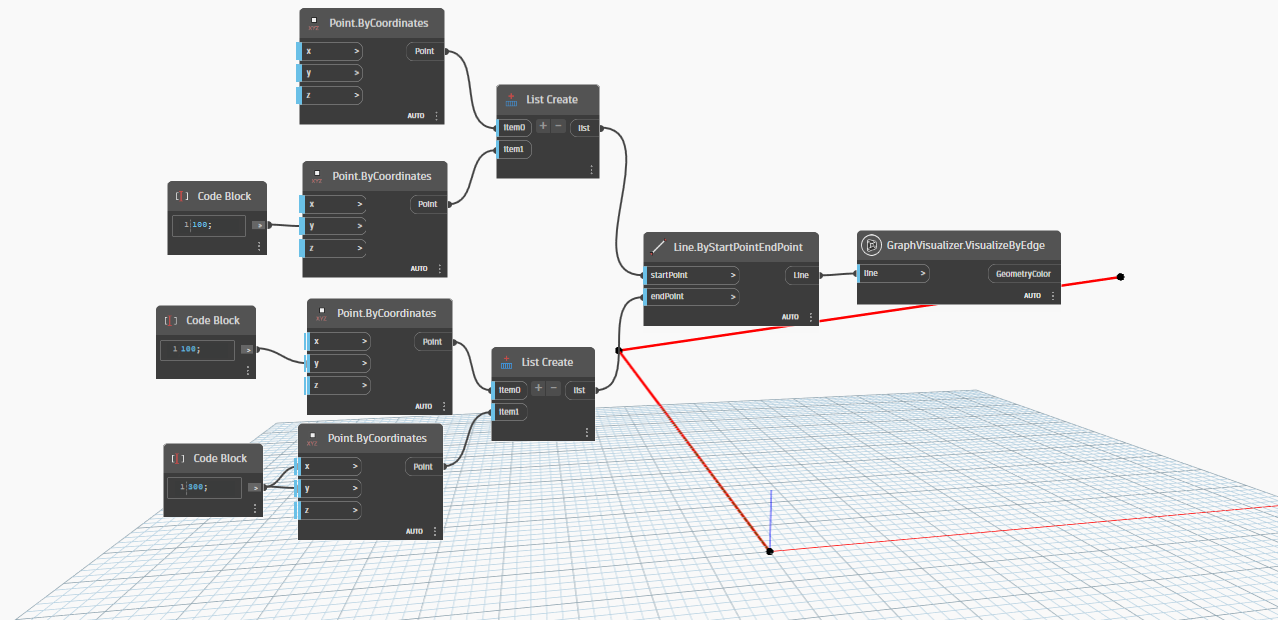 Point.ByCoordinates
x >
Point
y >
z >
AUTO
List Create
Item0 + - list
Item1
Point.ByCoordinates
x >
Point
y >
z >
AUTO
Code Block
1 100; >
Line.ByStartPointEndPoint
startPoint >
Line
endPoint >
AUTO
GraphVisualizer.VisualizeByEdge
line >
GeometryColor
AUTO
Code Block
1 100; >
Point.ByCoordinates
x >
Point
y >
z >
AUTO
List Create
Item0 + - list
Item1
Code Block
1 300; >
Point.ByCoordinates
x >
Point
y >
z >
AUTO